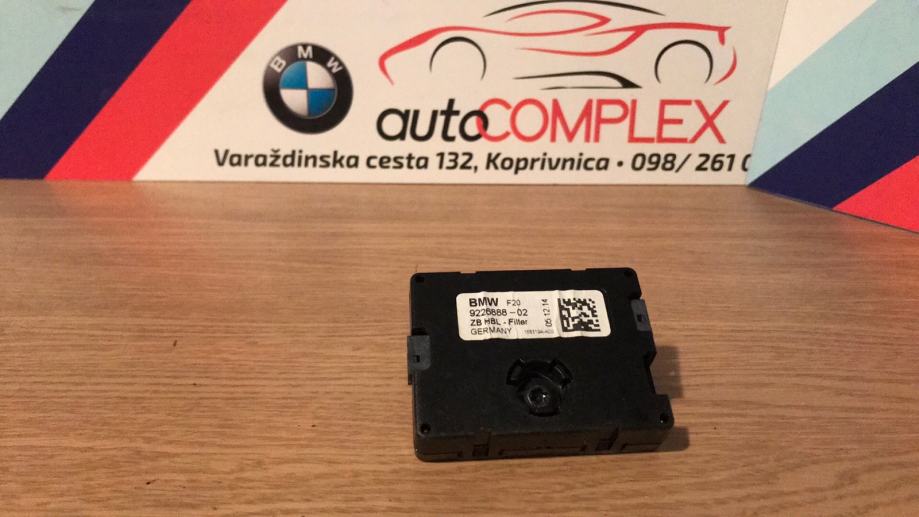 BMW
autoCOMPLEX
Varaždinska cesta 132, Koprivnica • 098/ 261
BMW F20
9226888-02
ZB HBL - Filter
GERMANY
05 12 14